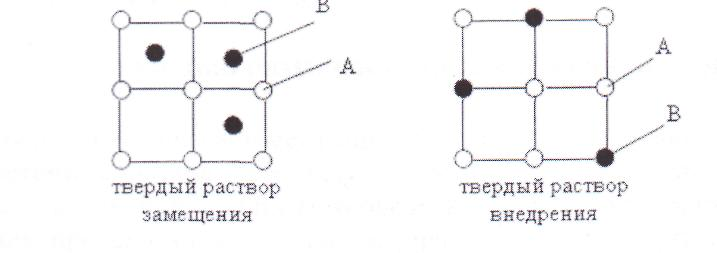 B
A
твердый раствор
замещения
A
B
твердый раствор
внедрения